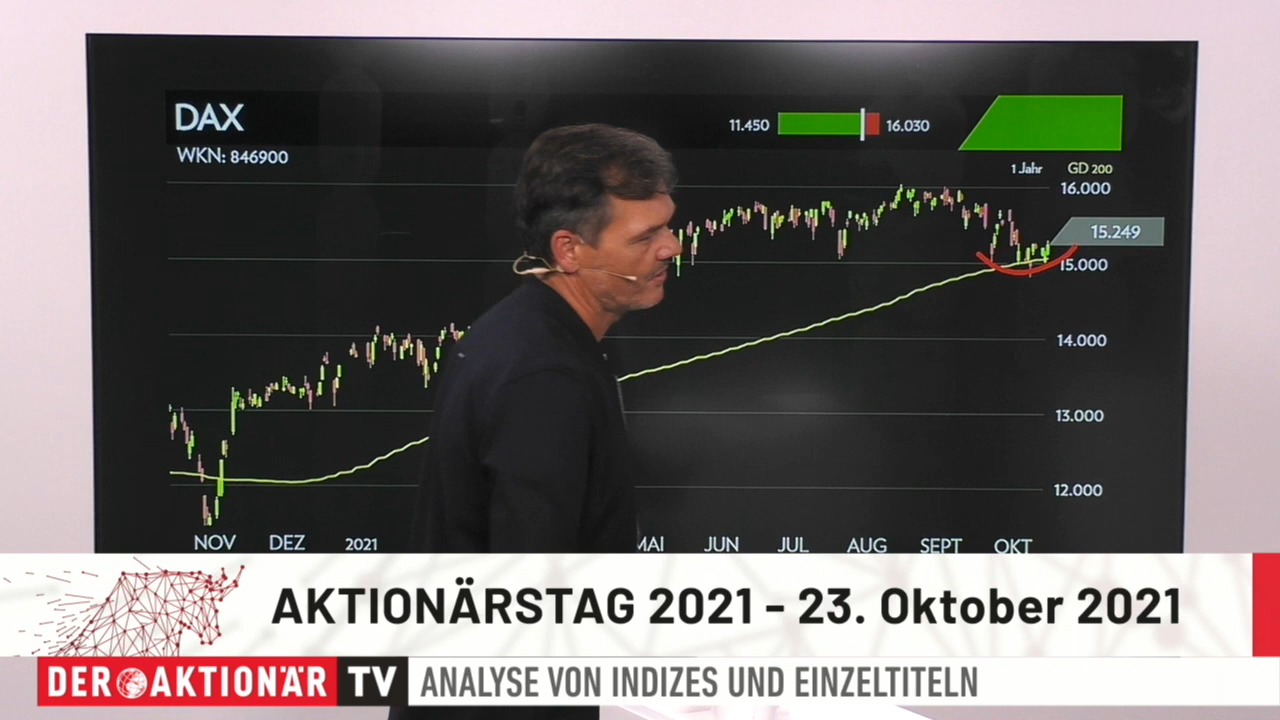 DAX
WKN: 846900
11.450 16.030
1 Jahr GD 200
16.000
15.249
15.000
14.000
13.000
12.000
NOV DEZ 2021 MAI JUN JUL AUG SEPT OKT
AKTIONÄRSTAG 2021 - 23. Oktober 2021
DER AKTIONÄR TV ANALYSE VON INDIZES UND EINZELTITELN